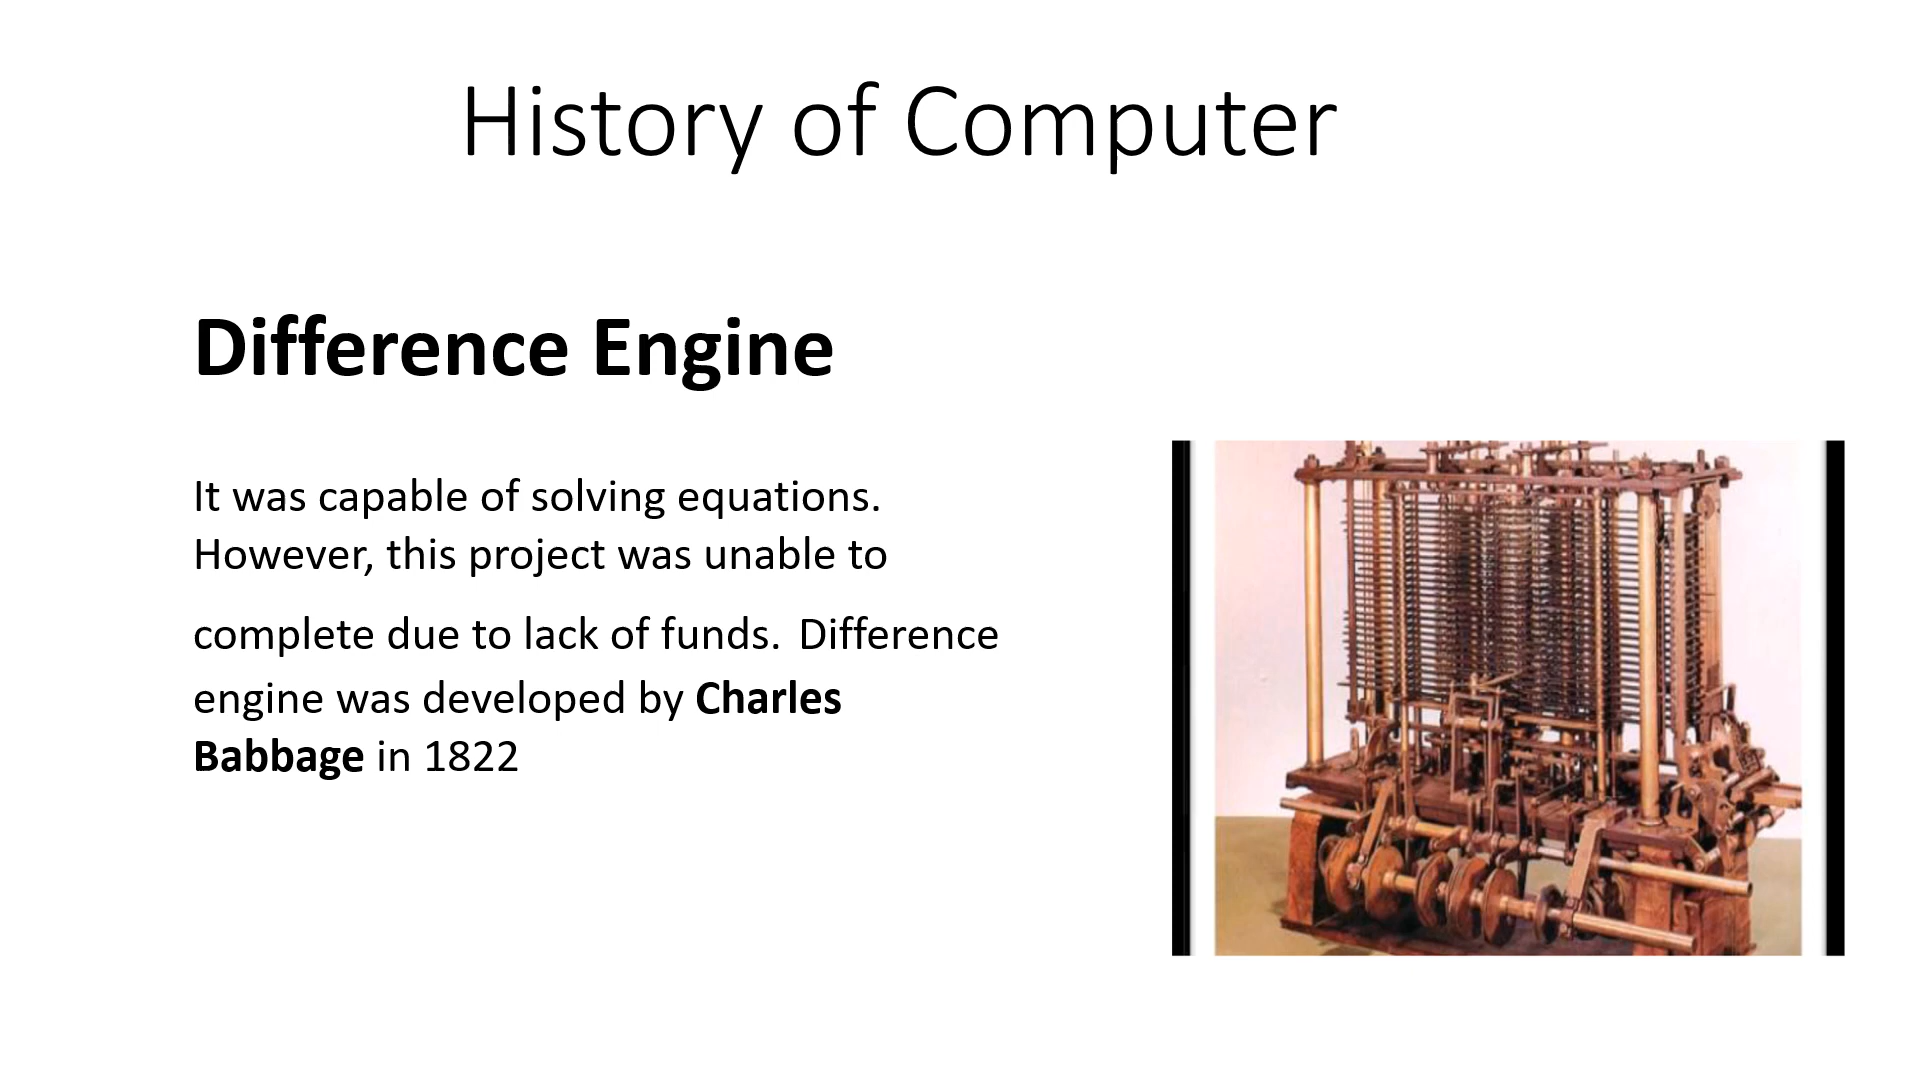 History of Computer
Difference Engine
It was capable of solving equations.
However, this project was unable to
complete due to lack of funds. Difference
engine was developed by Charles
Babbage in 1822